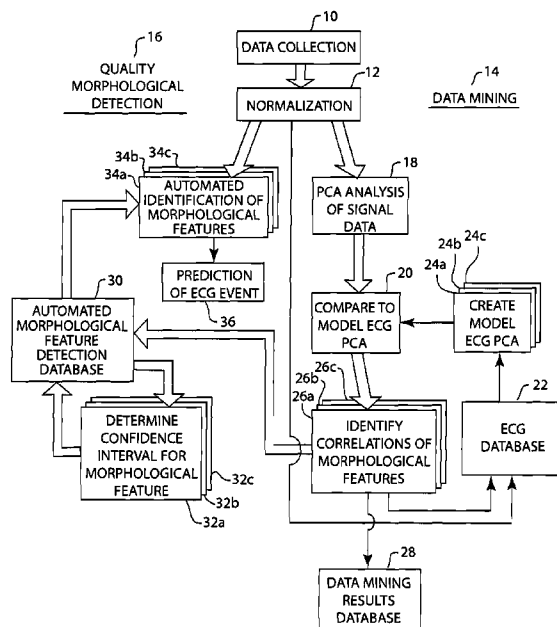 10
DATA COLLECTION
16
QUALITY
MORPHOLOGICAL
DETECTION
12
NORMALIZATION
14
DATA MINING
34c
34b
34a
AUTOMATED
IDENTIFICATION OF
MORPHOLOGICAL
FEATURES
18
PCA ANALYSIS
OF SIGNAL
DATA
24c
24b
24a
CREATE
MODEL
ECG PCA
20
COMPARE TO
MODEL ECG
PCA
PREDICTION
OF ECG EVENT
36
30
AUTOMATED
MORPHOLOGICAL
FEATURE
DETECTION
DATABASE
22
ECG
DATABASE
26c
26b
26a
IDENTIFY
CORRELATIONS OF
MORPHOLOGICAL
FEATURES
DETERMINE
CONFIDENCE
INTERVAL FOR
MORPHOLOGICAL
FEATURE
32c
32b
32a
28
DATA MINING
RESULTS
DATABASE